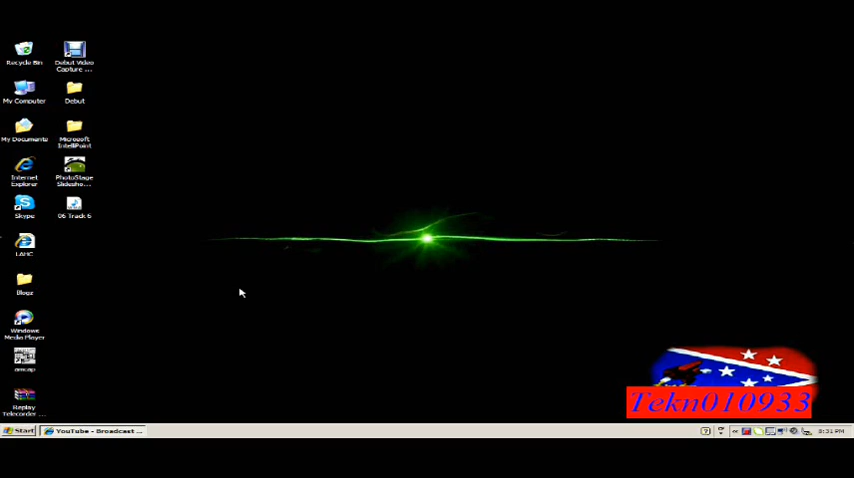 Recycle Bin
Debut Video
Capture ...
My Computer
Debut
My Documents
Microsoft
IntelliPoint
Internet
Explorer
PhotoStage
Slidesho...
Skype
06 Track 6
LAHC
Blogz
Windows
Media Player
amcap
Replay
Telecorder ...
Tekn010933
Start
YouTube - Broadcast ...
8:31 PM